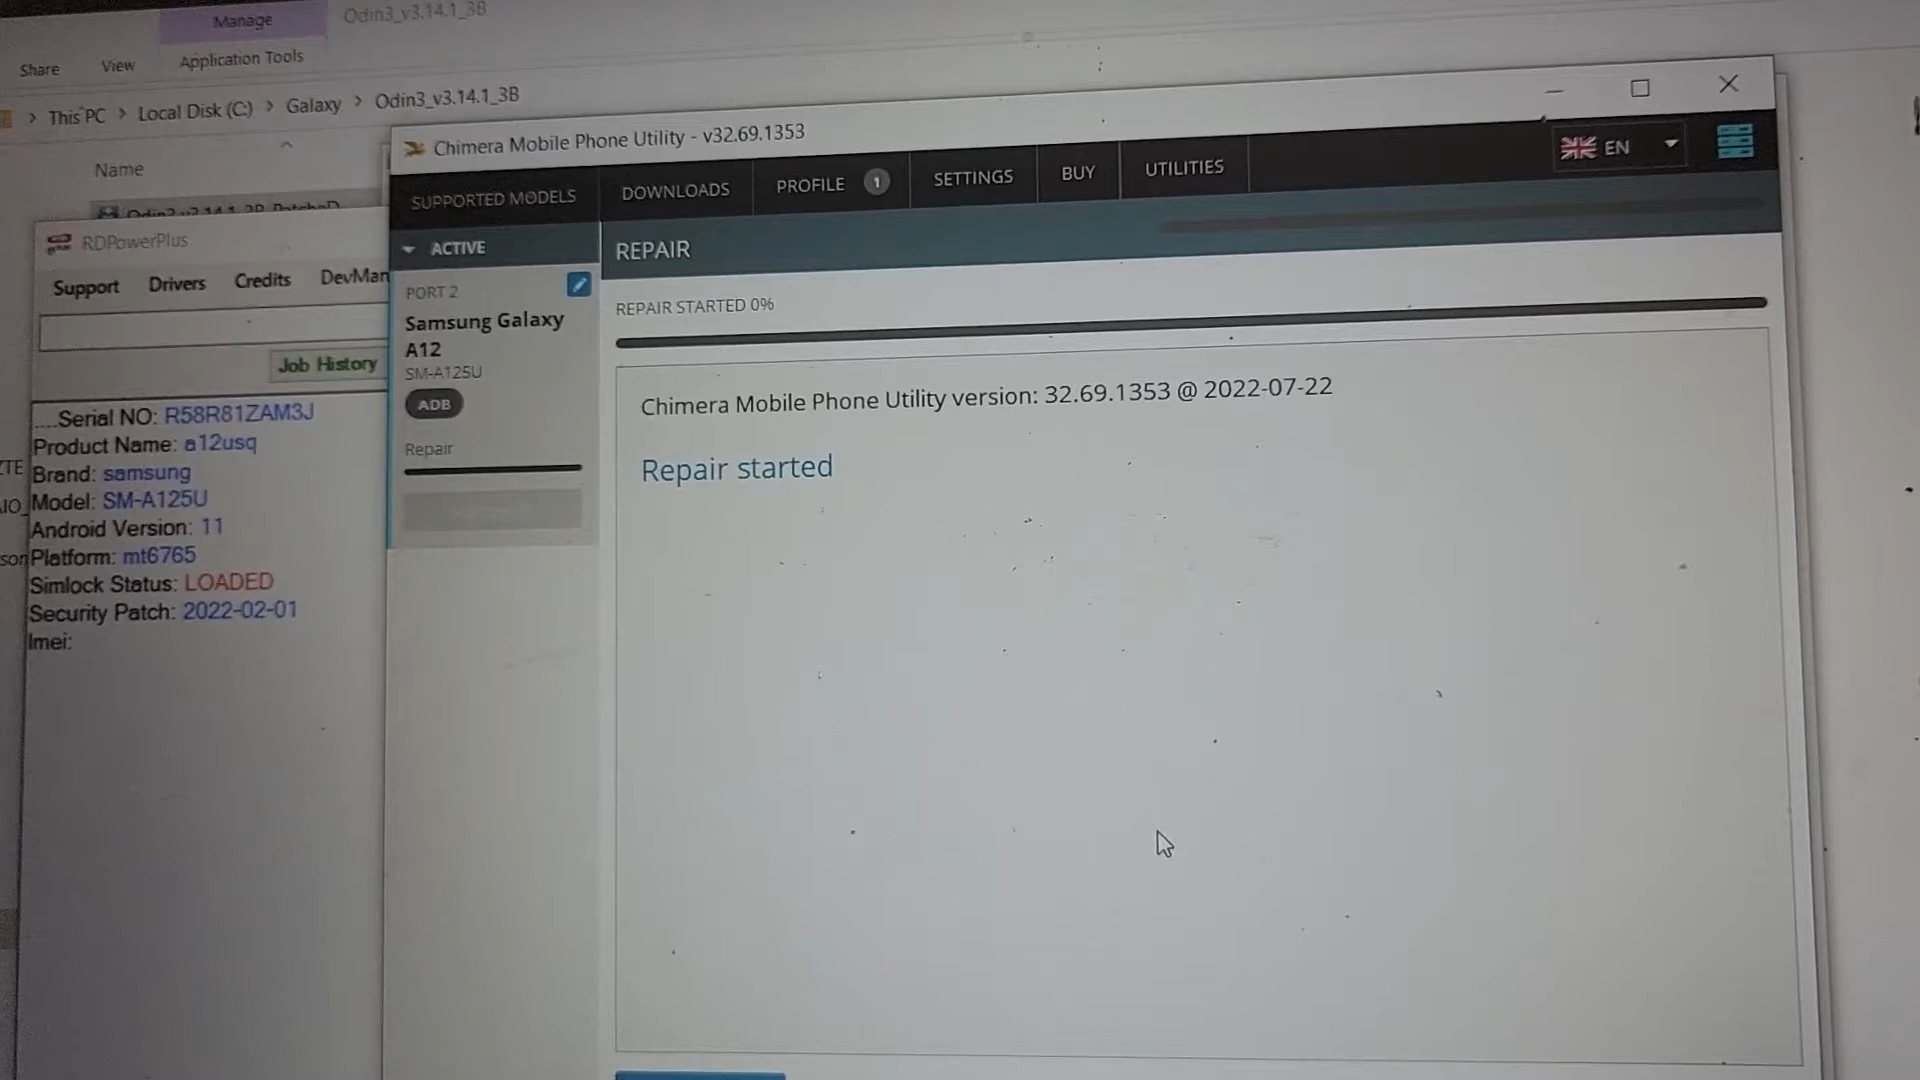 Manage
Odin3_v3.14.1_3B
Share
View
Application Tools
This PC > Local Disk (C:) > Galaxy > Odin3_v3.14.1_3B
Name
RDPowerPlus
Support
Drivers
Credits
DevMan
Job History
....Serial NO: R58R81ZAM3J
Product Name: a12usq
Brand: samsung
Model: SM-A125U
Android Version: 11
Platform: mt6765
Simlock Status: LOADED
Security Patch: 2022-02-01
Imei:
Chimera Mobile Phone Utility - v32.69.1353
SUPPORTED MODELS
DOWNLOADS
PROFILE 1
SETTINGS
BUY
UTILITIES
EN
ACTIVE
PORT 2
Samsung Galaxy
A12
SM-A125U
ADB
Repair
REPAIR
REPAIR STARTED 0%
Chimera Mobile Phone Utility version: 32.69.1353 @ 2022-07-22
Repair started